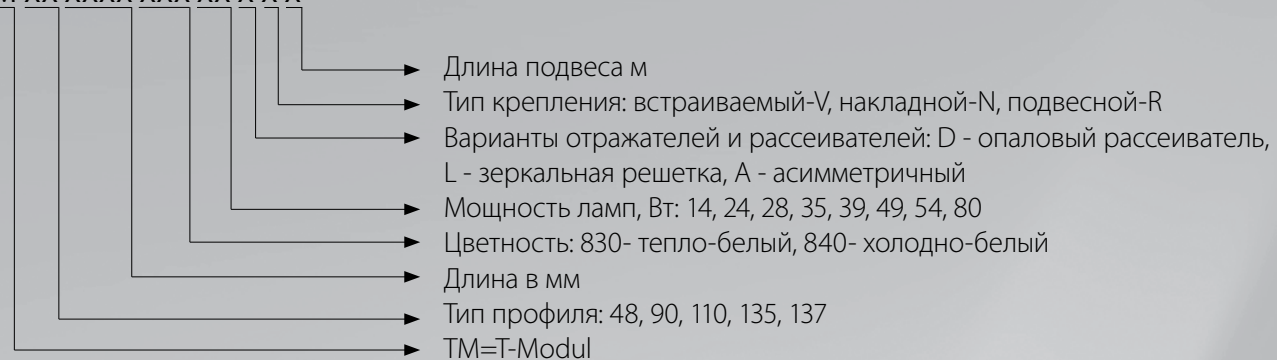 Длина подвеса м
Тип крепления: встраиваемый-V, накладной-N, подвесной-R
Варианты отражателей и рассеивателей: D - опаловый рассеиватель,
L - зеркальная решетка, A - асимметричный
Мощность ламп, Вт: 14, 24, 28, 35, 39, 49, 54, 80
Цветность: 830- тепло-белый, 840- холодно-белый
Длина в мм
Тип профиля: 48, 90, 110, 135, 137
TM=T-Modul